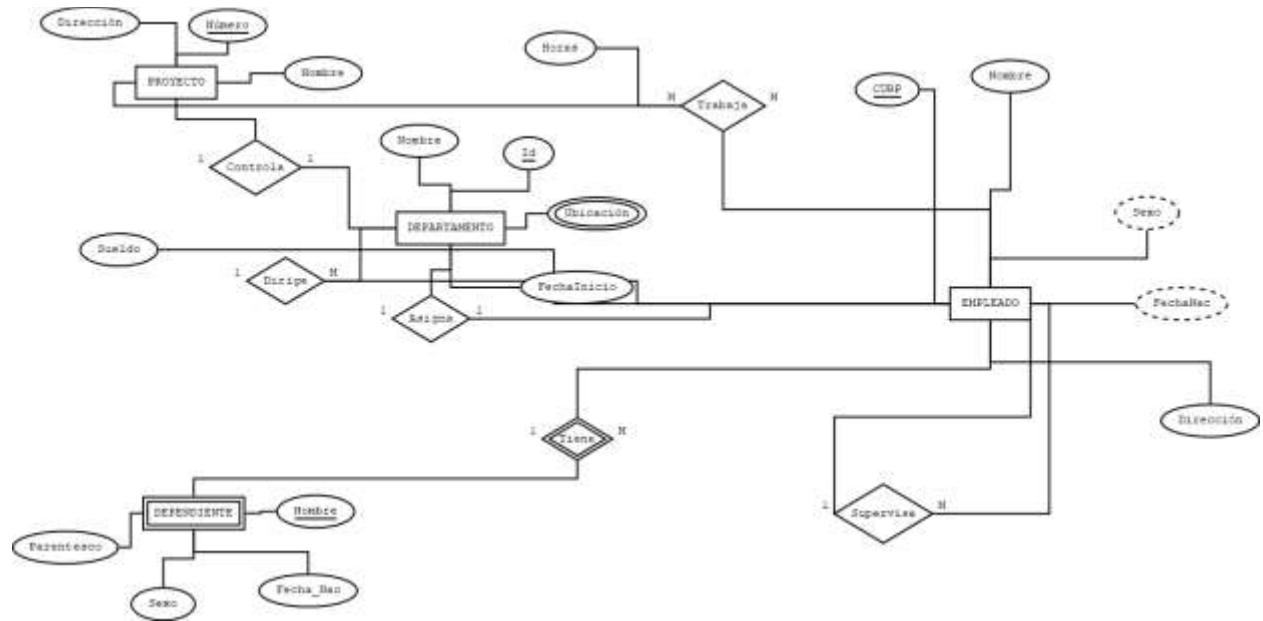 Dirección
Número
PROYECTO
Nombre
Horas
M
Trabaja
M
CURP
Nombre
1
Controla
1
Nombre
Id
Ubicación
DEPARTAMENTO
Sexo
Sueldo
1
Dirige
M
FechaInicio
1
Asigna
1
EMPLEADO
FechaNac
Dirección
1
Tiene
M
1
Supervisa
M
DEPENDIENTE
Nombre
Parentesco
Sexo
Fecha_Nac